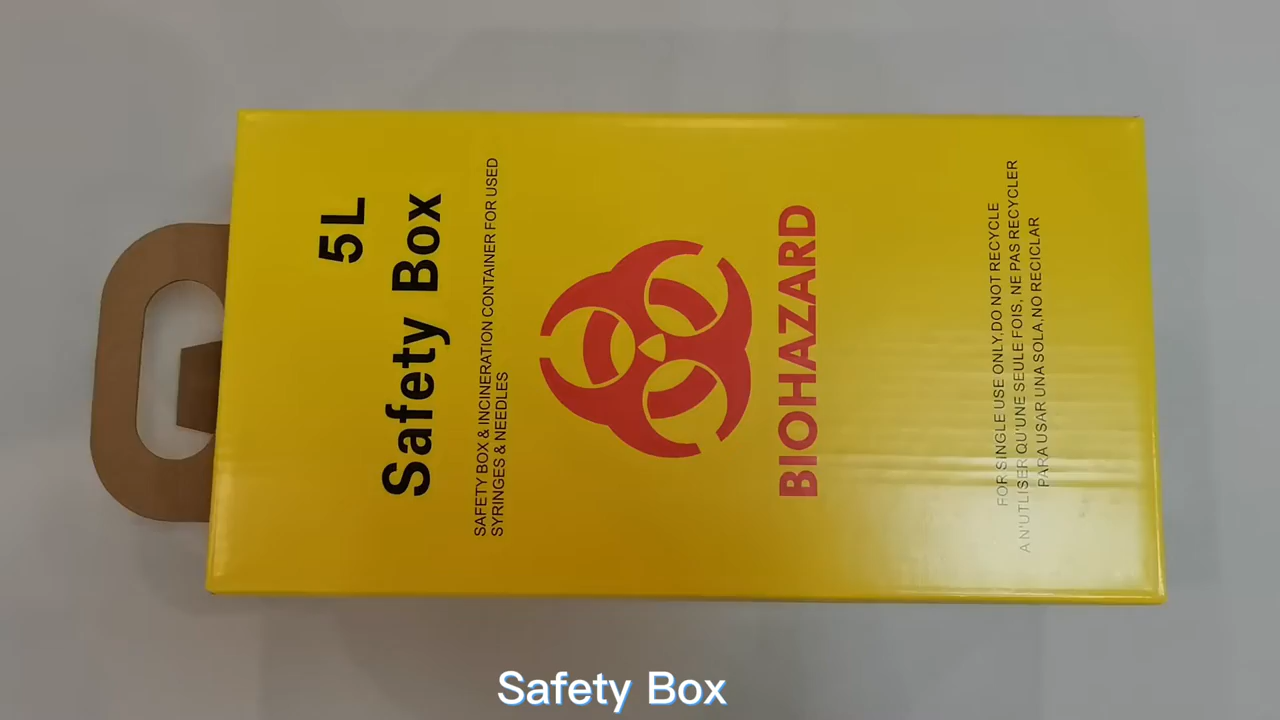 5L
Safety Box
SAFETY BOX & INCINERATION CONTAINER FOR USED
SYRINGES & NEEDLES
BIOHAZARD
FOR SINGLE USE ONLY,DO NOT RECYCLE
A N'UTLISER QU'UNE SEULE FOIS, NE PAS RECYCLER
PARA USAR UNA SOLA,NO RECICLAR
Safety Box